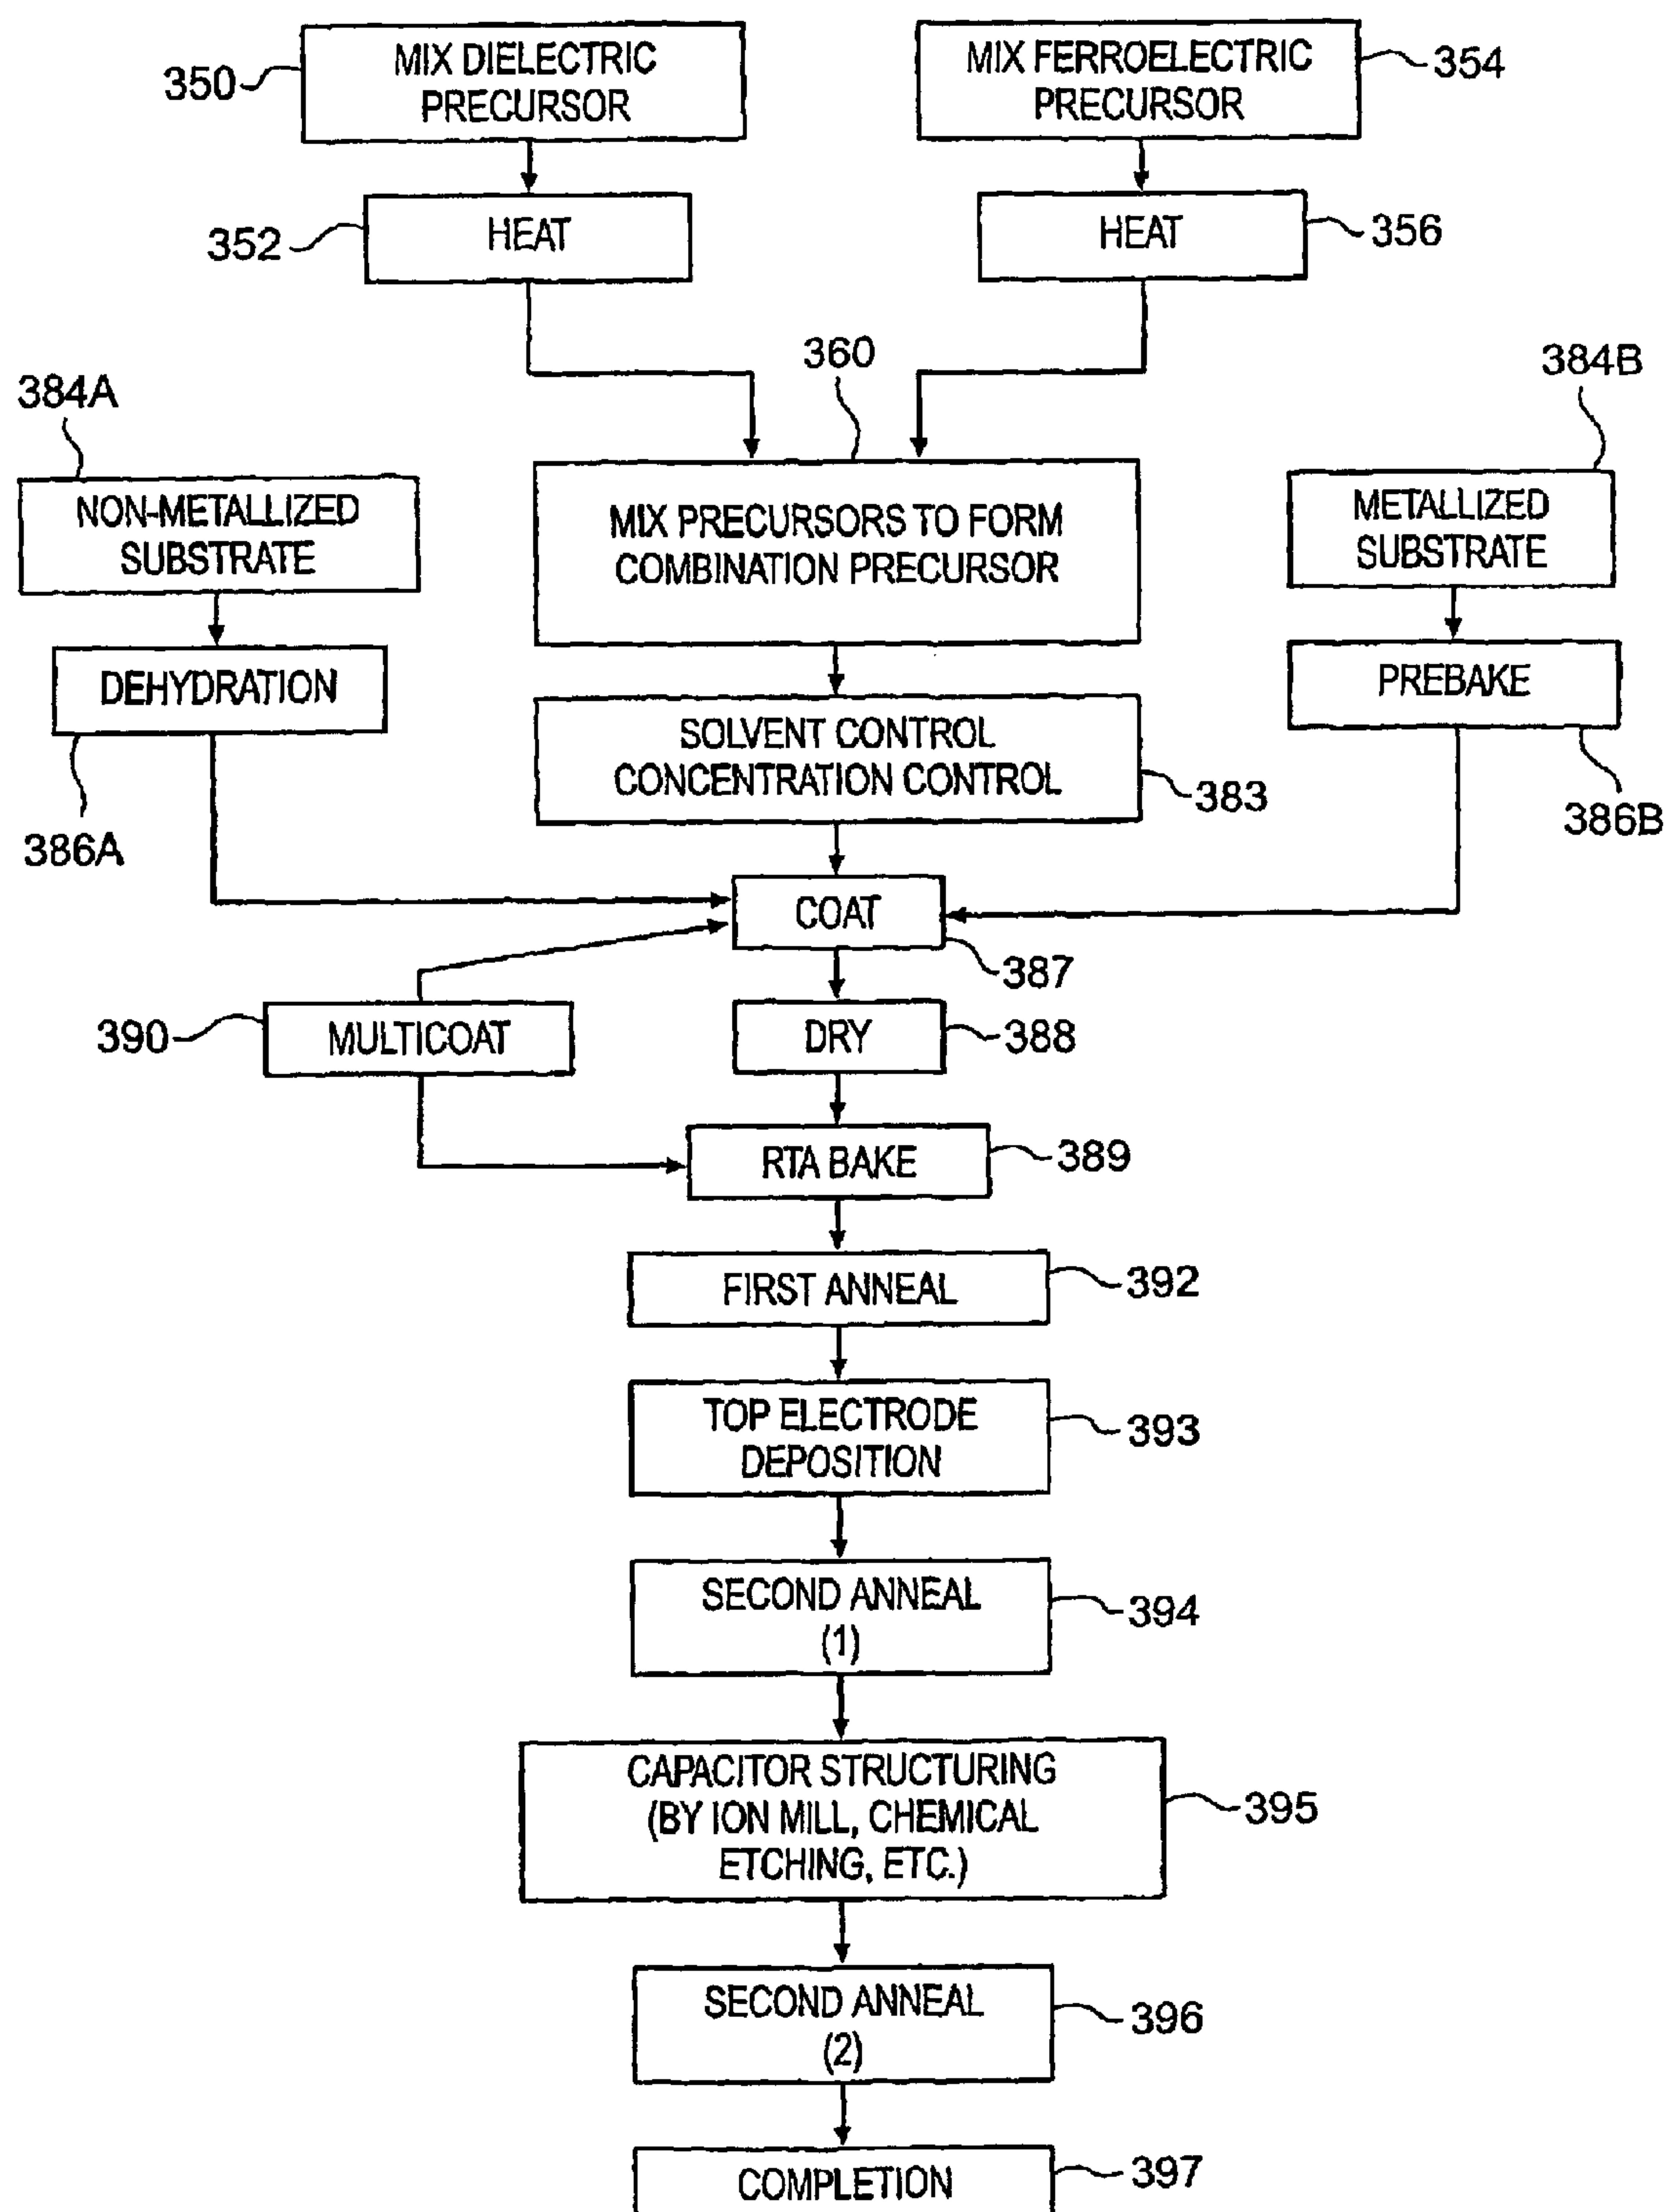 350
MIX DIELECTRIC
PRECURSOR
MIX FERROELECTRIC
PRECURSOR
354
352
HEAT
HEAT
356
360
384A
384B
NON-METALLIZED
SUBSTRATE
MIX PRECURSORS TO FORM
COMBINATION PRECURSOR
METALLIZED
SUBSTRATE
DEHYDRATION
PREBAKE
SOLVENT CONTROL
CONCENTRATION CONTROL
383
386A
386B
COAT
387
390
MULTICOAT
DRY
388
RTA BAKE
389
FIRST ANNEAL
392
TOP ELECTRODE
DEPOSITION
393
SECOND ANNEAL
(1)
394
CAPACITOR STRUCTURING
(BY ION MILL, CHEMICAL
ETCHING, ETC.)
395
SECOND ANNEAL
(2)
396
COMPLETION
397